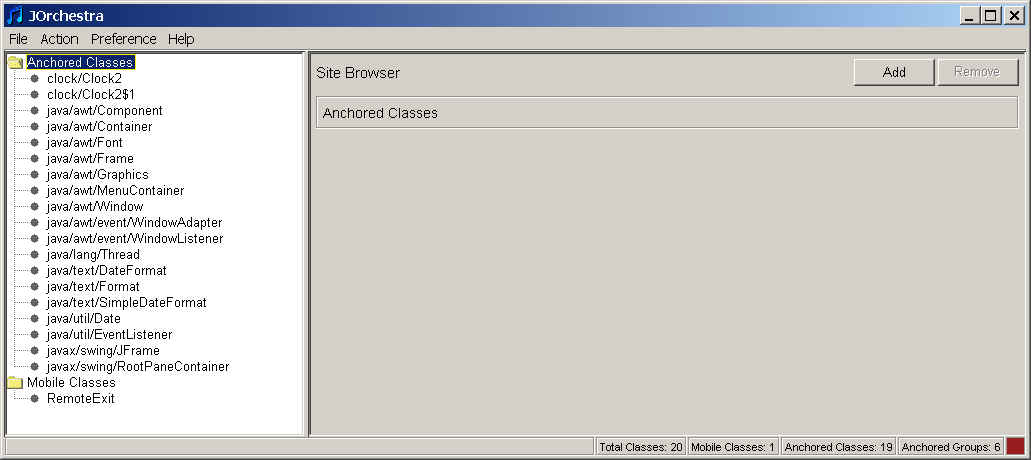 JOrchestra
File Action Preference Help
Anchored Classes
clock/Clock2
clock/Clock2$1
java/awt/Component
java/awt/Container
java/awt/Font
java/awt/Frame
java/awt/Graphics
java/awt/MenuContainer
java/awt/Window
java/awt/event/WindowAdapter
java/awt/event/WindowListener
java/lang/Thread
java/text/DateFormat
java/text/Format
java/text/SimpleDateFormat
java/util/Date
java/util/EventListener
javax/swing/JFrame
javax/swing/RootPaneContainer
Mobile Classes
RemoteExit
Site Browser Add Remove
Anchored Classes
Total Classes: 20 Mobile Classes: 1 Anchored Classes: 19 Anchored Groups: 6